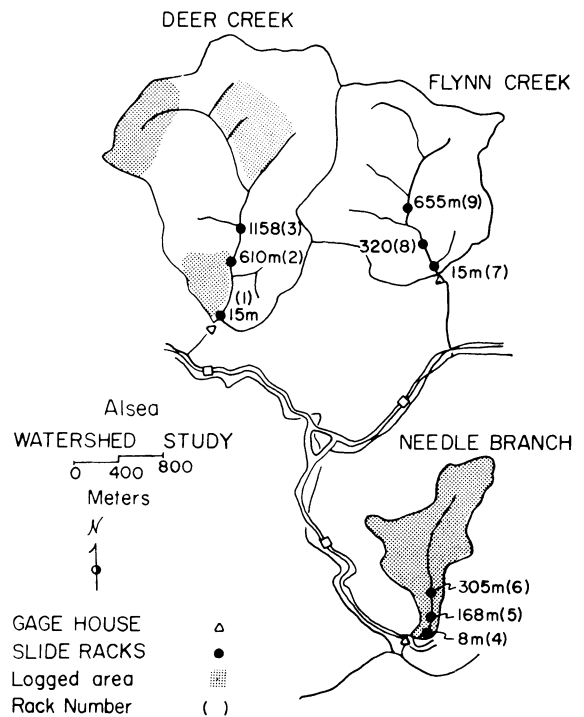 DEER CREEK
FLYNN CREEK
655m(9)
1158(3)
320(8)
610m(2)
15m(7)
(1)
15m
Alsea
WATERSHED STUDY
0 400 800
Meters
N
NEEDLE BRANCH
305m(6)
168m(5)
8m(4)
GAGE HOUSE
SLIDE RACKS
Logged area
Rack Number ( )